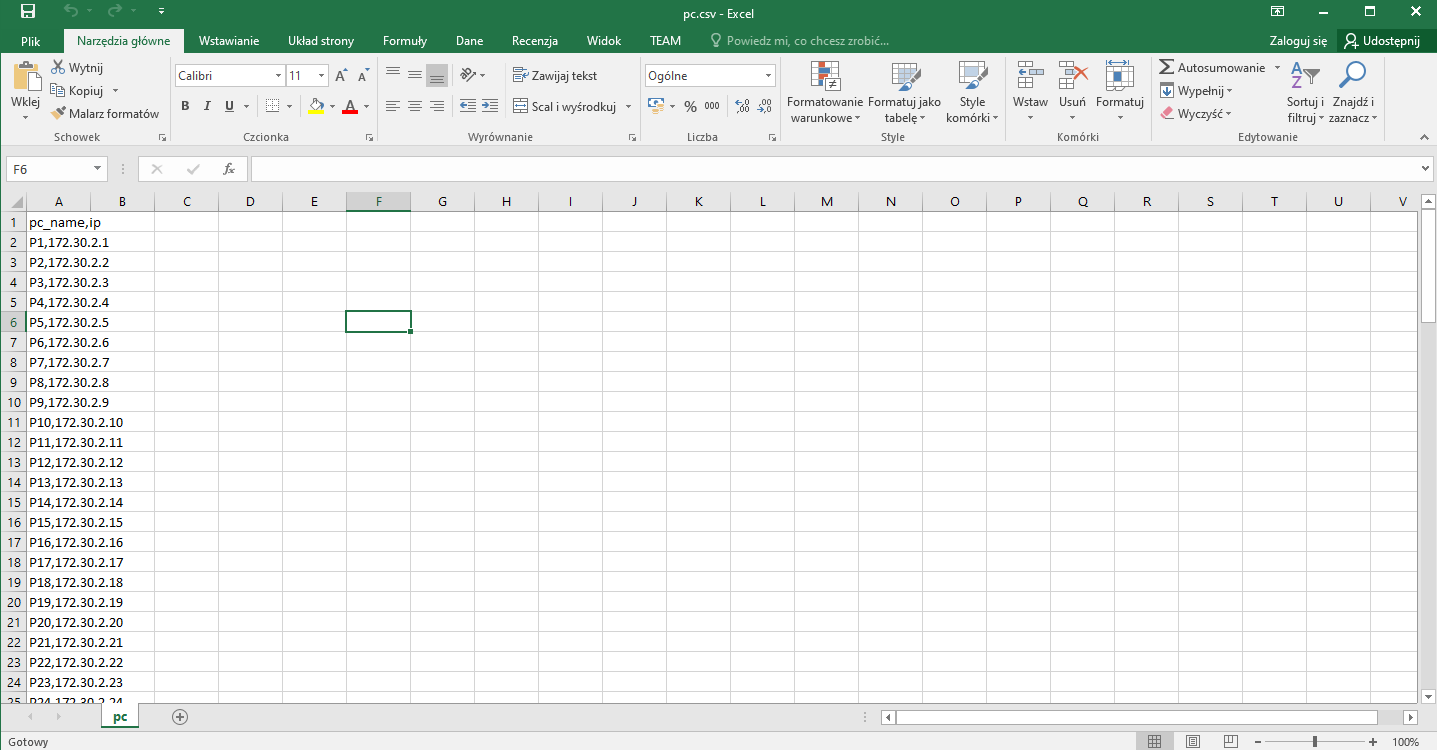 pc.csv - Excel
Plik Narzędzia główne Wstawianie Układ strony Formuły Dane Recenzja Widok TEAM Powiedz mi, co chcesz zrobić... Zaloguj się Udostępnij
Wklej
Wytnij
Kopiuj
Malarz formatów
Schowek
Calibri 11
B I U
Czcionka
Zawijaj tekst
Scal i wyśrodkuj
Wyrównanie
Ogólne
% 000
Liczba
Formatowanie warunkowe
Formatuj jako tabelę
Style komórki
Style
Wstaw
Usuń
Formatuj
Komórki
Autosumowanie
Wypełnij
Wyczyść
Sortuj i filtruj
Znajdź i zaznacz
Edytowanie
F6 fx
A B C D E F G H I J K L M N O P Q R S T U V
1 pc_name,ip
2 P1,172.30.2.1
3 P2,172.30.2.2
4 P3,172.30.2.3
5 P4,172.30.2.4
6 P5,172.30.2.5
7 P6,172.30.2.6
8 P7,172.30.2.7
9 P8,172.30.2.8
10 P9,172.30.2.9
11 P10,172.30.2.10
12 P11,172.30.2.11
13 P12,172.30.2.12
14 P13,172.30.2.13
15 P14,172.30.2.14
16 P15,172.30.2.15
17 P16,172.30.2.16
18 P17,172.30.2.17
19 P18,172.30.2.18
20 P19,172.30.2.19
21 P20,172.30.2.20
22 P21,172.30.2.21
23 P22,172.30.2.22
24 P23,172.30.2.23
25 P24,172.30.2.24
pc
Gotowy 100%